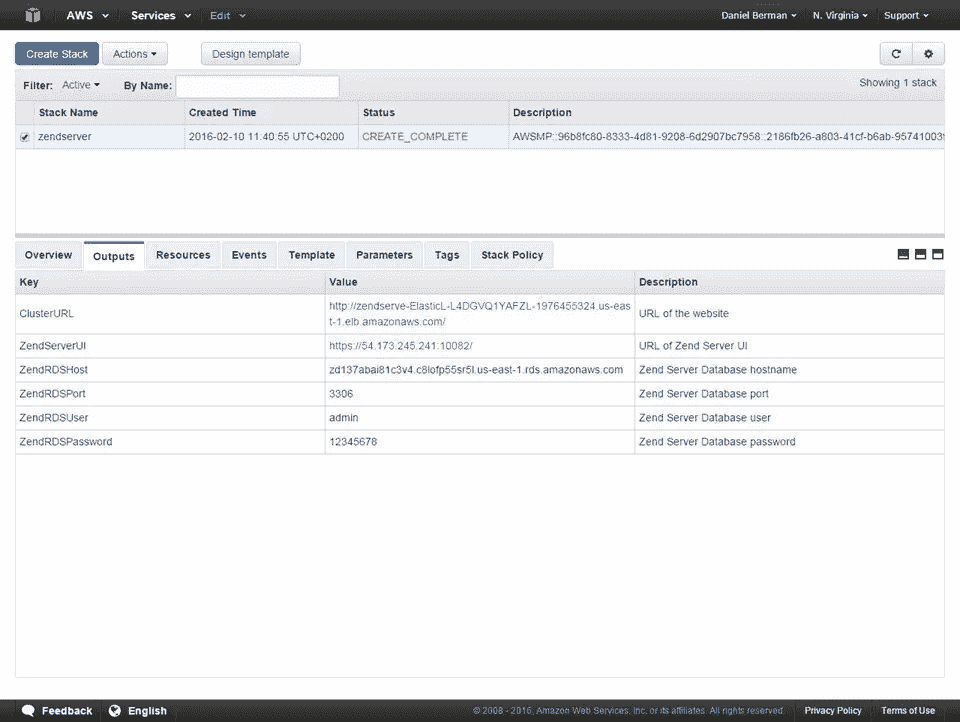 AWS Services Edit Daniel Berman N. Virginia Support
Create Stack Actions Design template
Filter: Active By Name: Showing 1 stack
Stack Name Created Time Status Description
zendserver 2016-02-10 11:40:55 UTC+0200 CREATE_COMPLETE AWSMP::96b8fc80-8333-4d81-9208-6d2907bc7958::2186fb26-a803-41cf-b6ab-95741003f
Overview Outputs Resources Events Template Parameters Tags Stack Policy
Key Value Description
ClusterURL http://zendserve-ElasticL-L4DGVQ1YAFZL-1976455324.us-eas
t-1.elb.amazonaws.com/ URL of the website
ZendServerUI https://54.173.245.241:10082/ URL of Zend Server UI
ZendRDSHost zd137abai81c3v4.c8lofp55sr5l.us-east-1.rds.amazonaws.com Zend Server Database hostname
ZendRDSPort 3306 Zend Server Database port
ZendRDSUser admin Zend Server Database user
ZendRDSPassword 12345678 Zend Server Database password
Feedback English © 2008 - 2016, Amazon Web Services, Inc. or its affiliates. All rights reserved. Privacy Policy Terms of Use